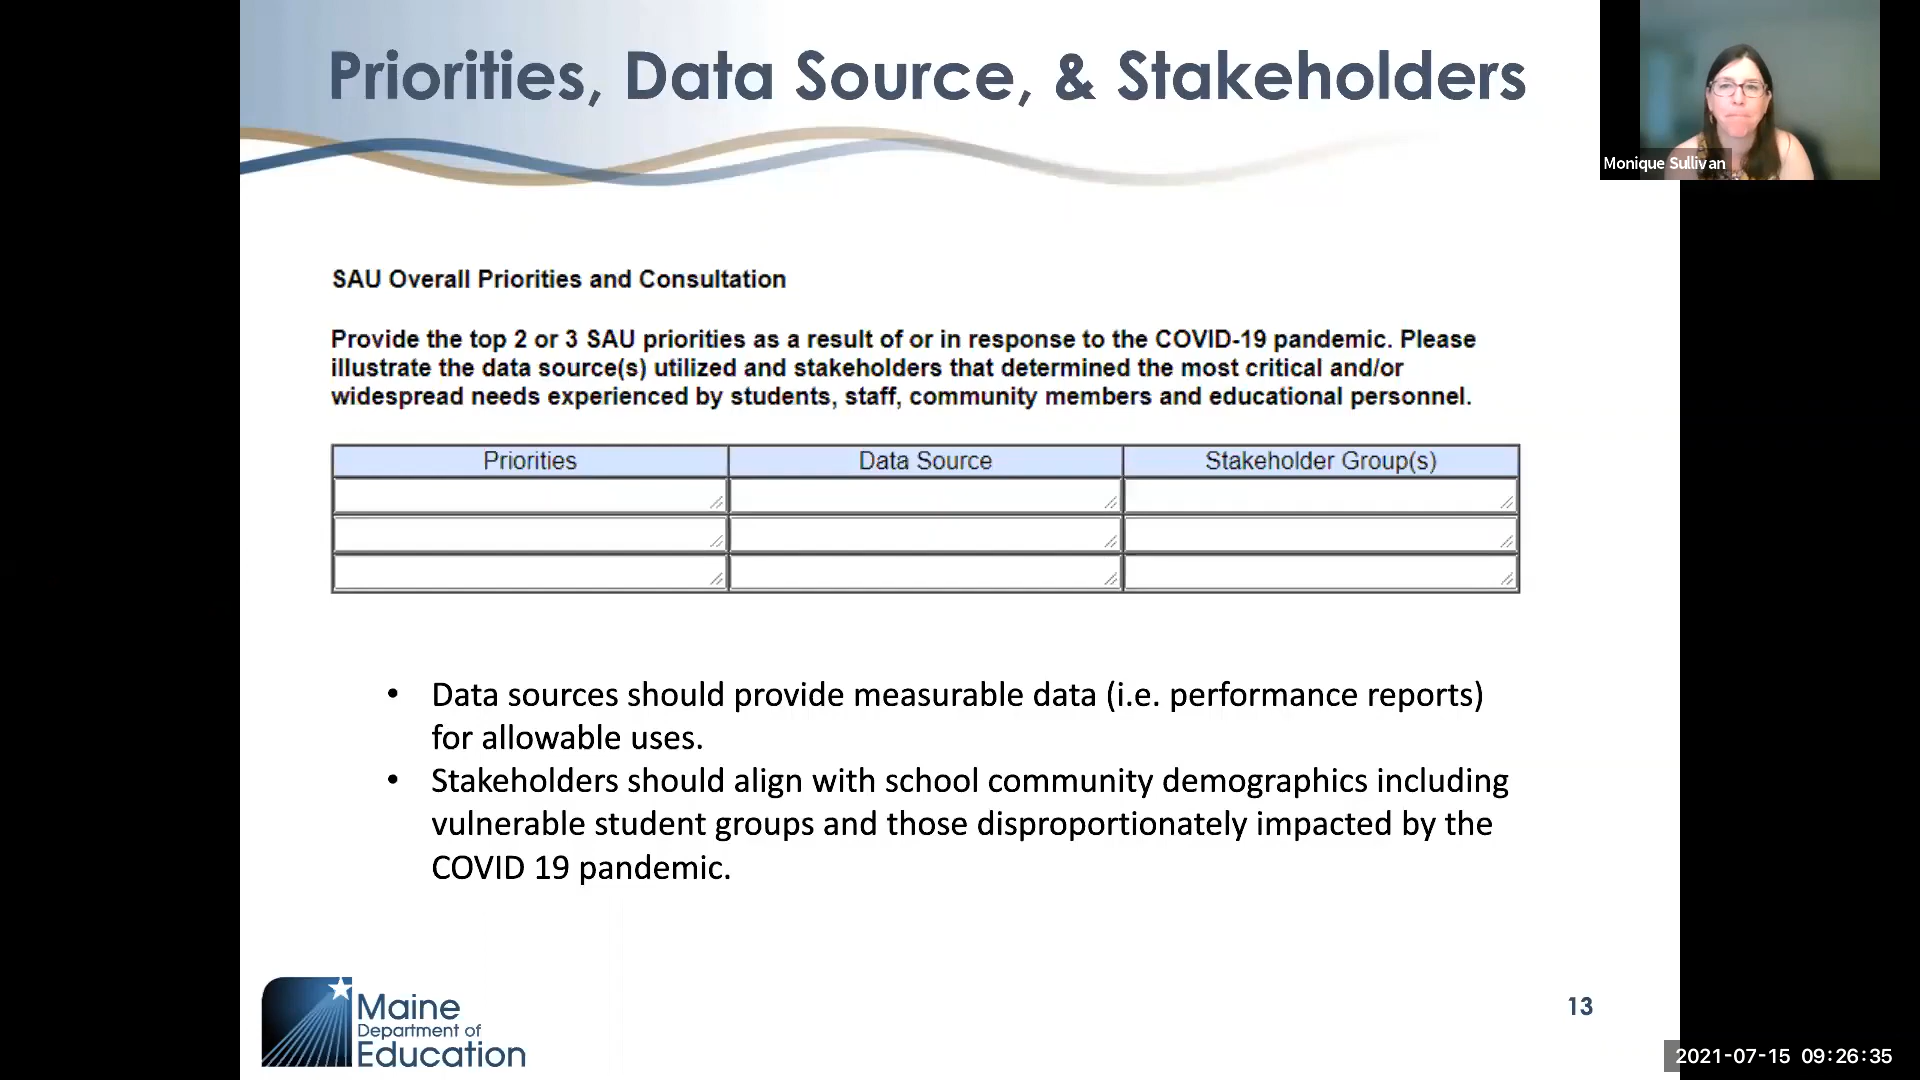 Priorities, Data Source, & Stakeholders
Monique Sullivan
SAU Overall Priorities and Consultation
Provide the top 2 or 3 SAU priorities as a result of or in response to the COVID-19 pandemic. Please
illustrate the data source(s) utilized and stakeholders that determined the most critical and/or
widespread needs experienced by students, staff, community members and educational personnel.
Priorities
Data Source
Stakeholder Group(s)
• Data sources should provide measurable data (i.e. performance reports)
for allowable uses.
• Stakeholders should align with school community demographics including
vulnerable student groups and those disproportionately impacted by the
COVID 19 pandemic.
Maine
Department of
Education
13
2021-07-15 09:26:35